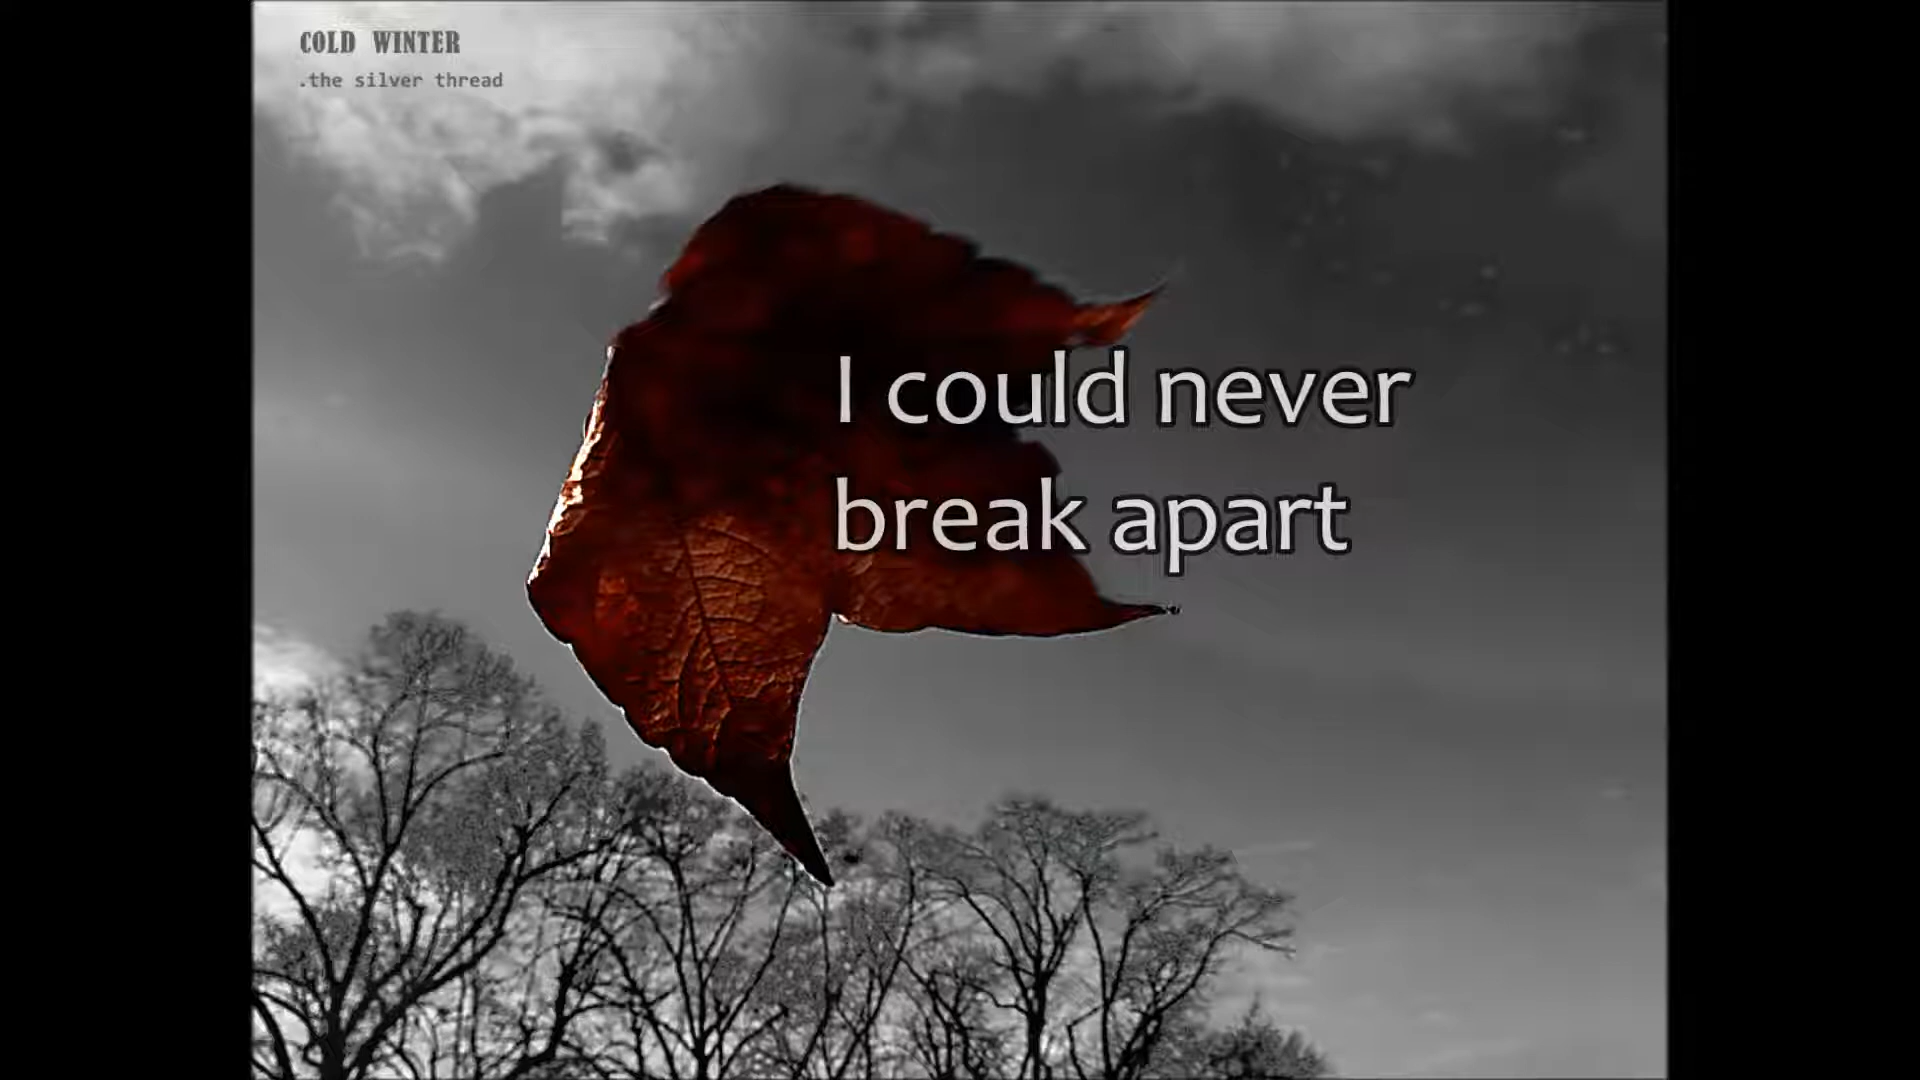 COLD WINTER
.the silver thread
I could never
break apart